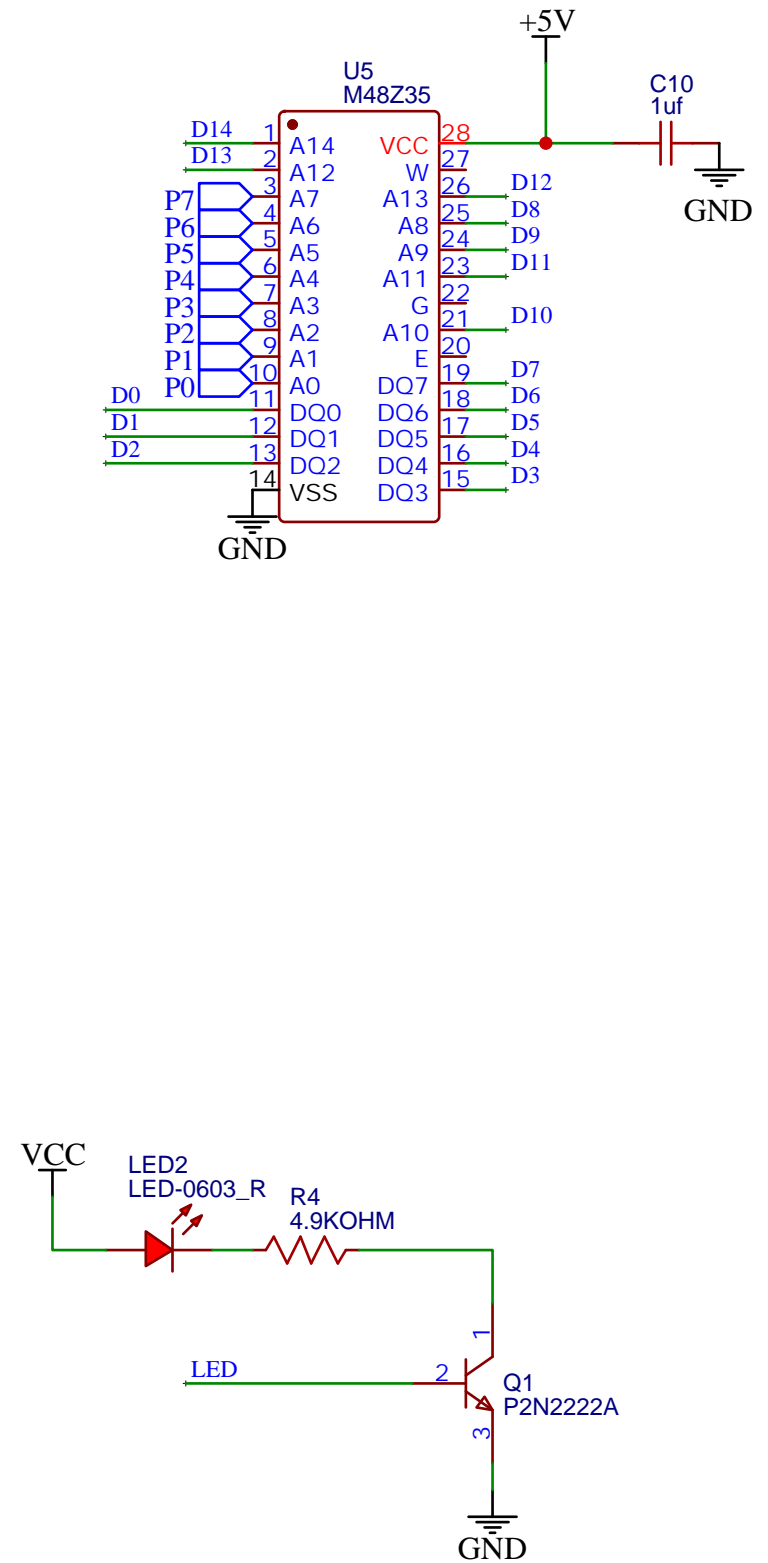 +5V
U5
M48Z35
C10
1uf
GND
D14 1 A14 VCC 28
D13 2 A12 W 27
P7 3 A7 A13 26 D12
P6 4 A6 A8 25 D8
P5 5 A5 A9 24 D9
P4 6 A4 A11 23 D11
P3 7 A3 G 22
P2 8 A2 A10 21 D10
P1 9 A1 E 20
P0 10 A0 DQ7 19 D7
D0 11 DQ0 DQ6 18 D6
D1 12 DQ1 DQ5 17 D5
D2 13 DQ2 DQ4 16 D4
14 VSS DQ3 15 D3
GND
VCC
LED2
LED-0603_R
R4
4.9KOHM
1
LED 2
Q1
P2N2222A
3
GND